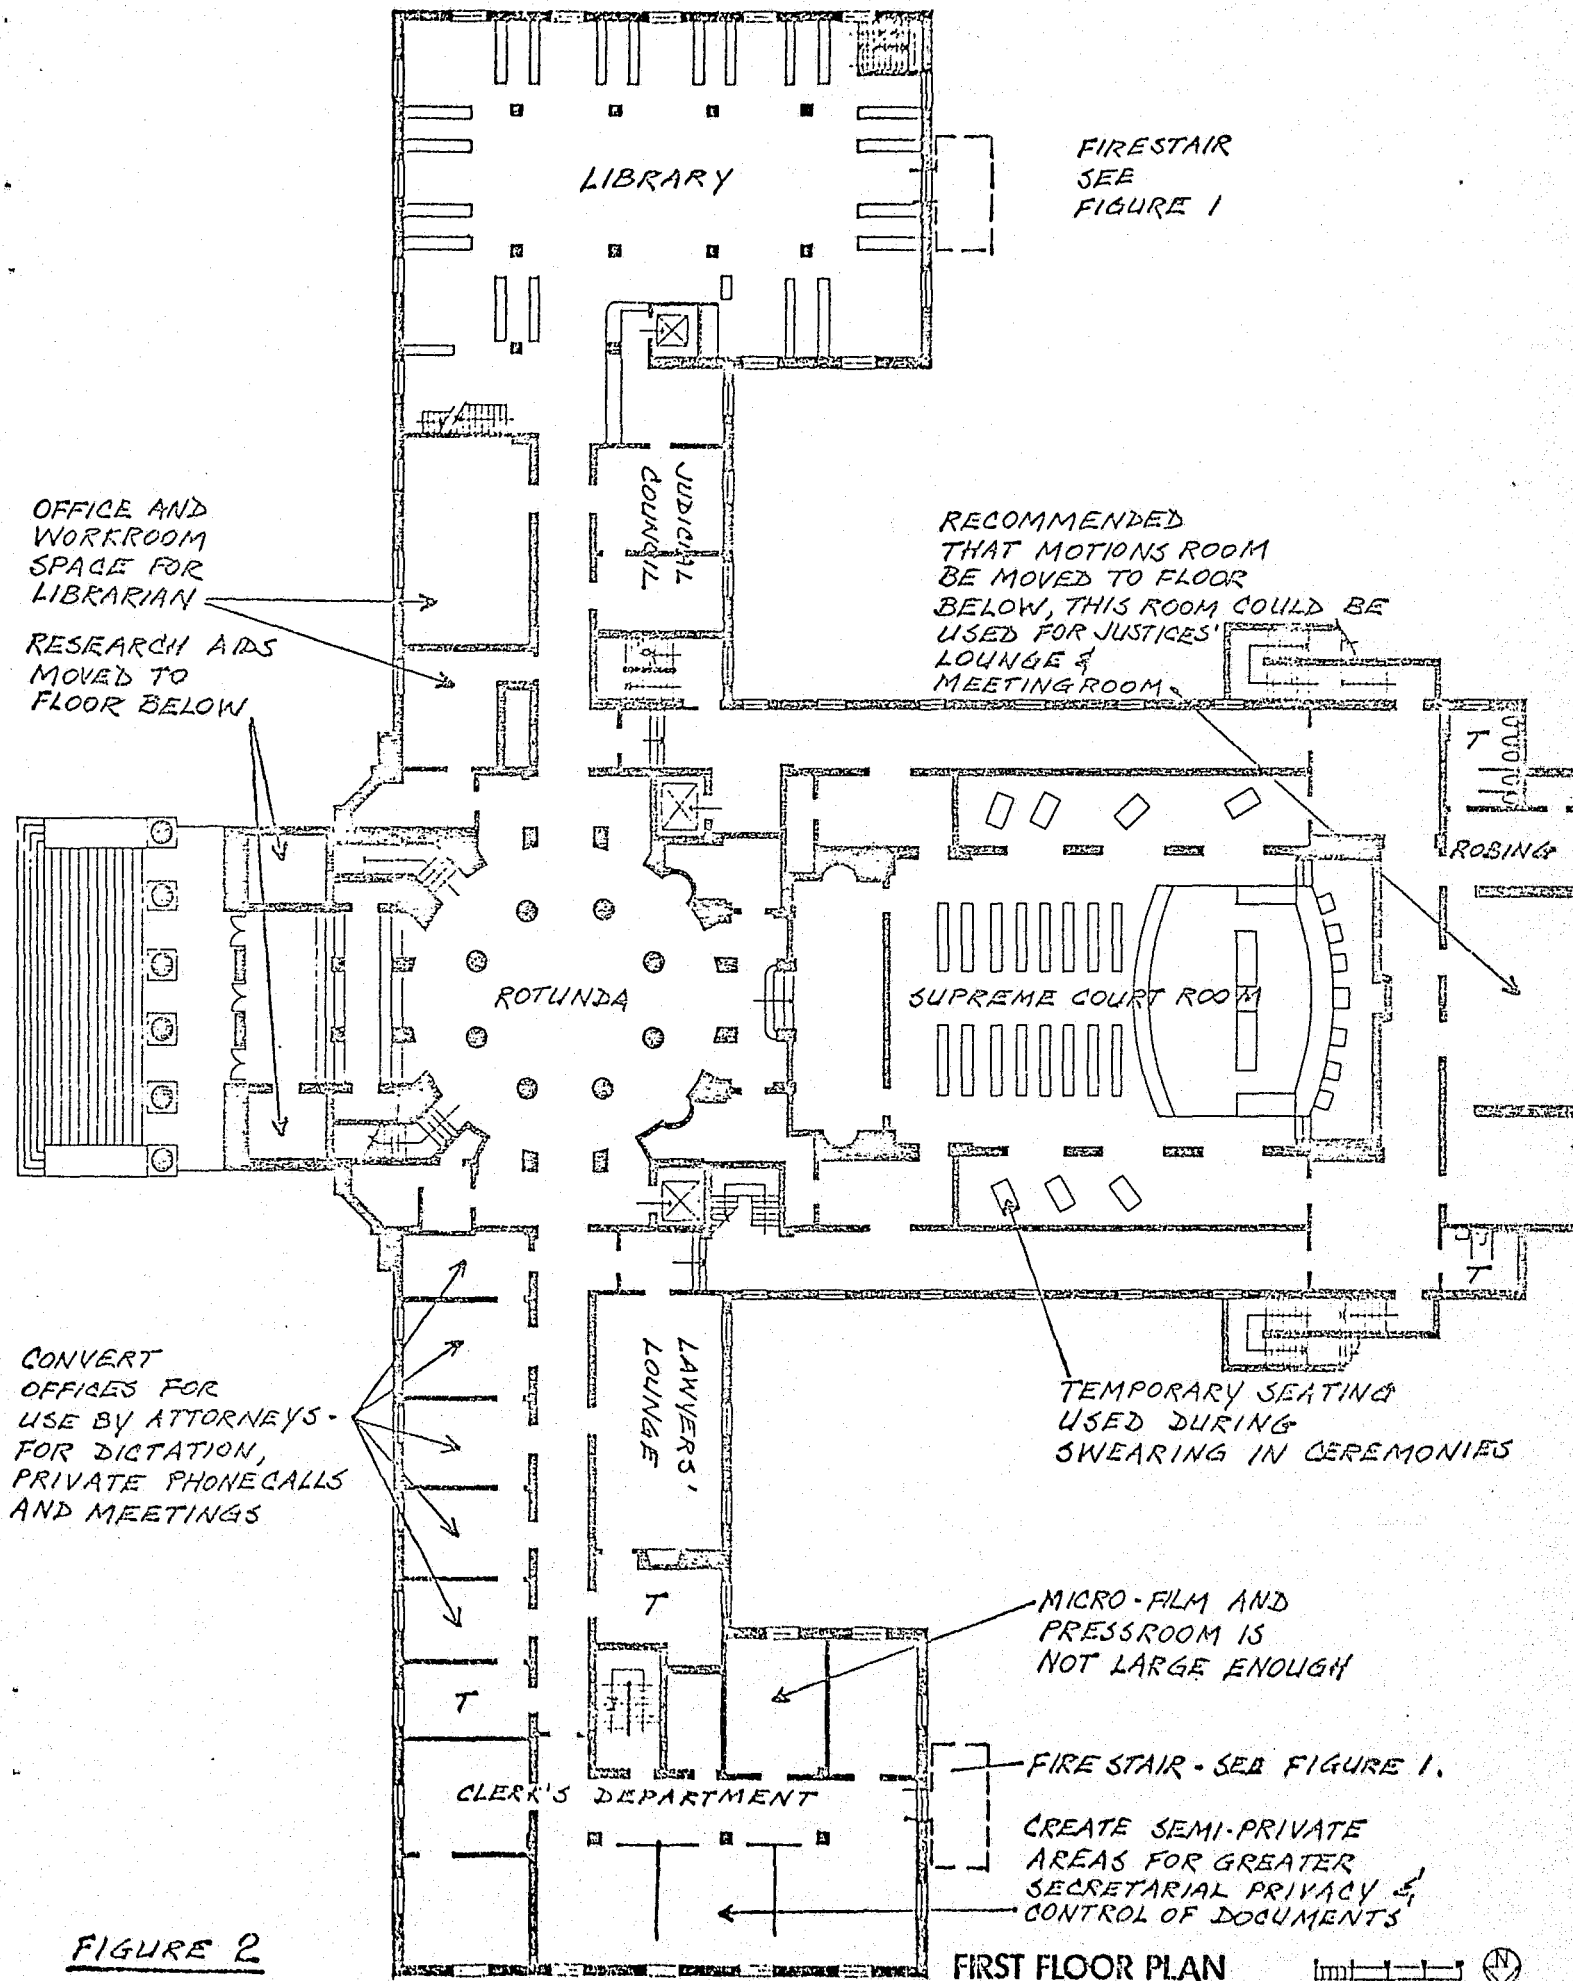 FIRESTAIR
SEE
FIGURE 1
LIBRARY
JUDICIAL
COUNCIL
OFFICE AND
WORKROOM
SPACE FOR
LIBRARIAN
RESEARCH AIDS
MOVED TO
FLOOR BELOW
RECOMMENDED
THAT MOTIONS ROOM
BE MOVED TO FLOOR
BELOW, THIS ROOM COULD BE
USED FOR JUSTICES'
LOUNGE &
MEETING ROOM
T
ROBING
ROTUNDA
SUPREME COURT ROOM
T
CONVERT
OFFICES FOR
USE BY ATTORNEYS -
FOR DICTATION,
PRIVATE PHONECALLS
AND MEETINGS
LAWYERS'
LOUNGE
TEMPORARY SEATING
USED DURING
SWEARING IN CEREMONIES
T
MICRO-FILM AND
PRESSROOM IS
NOT LARGE ENOUGH
T
FIRE STAIR - SEE FIGURE 1.
CLERK'S DEPARTMENT
CREATE SEMI-PRIVATE
AREAS FOR GREATER
SECRETARIAL PRIVACY &
CONTROL OF DOCUMENTS
FIGURE 2
FIRST FLOOR PLAN
N